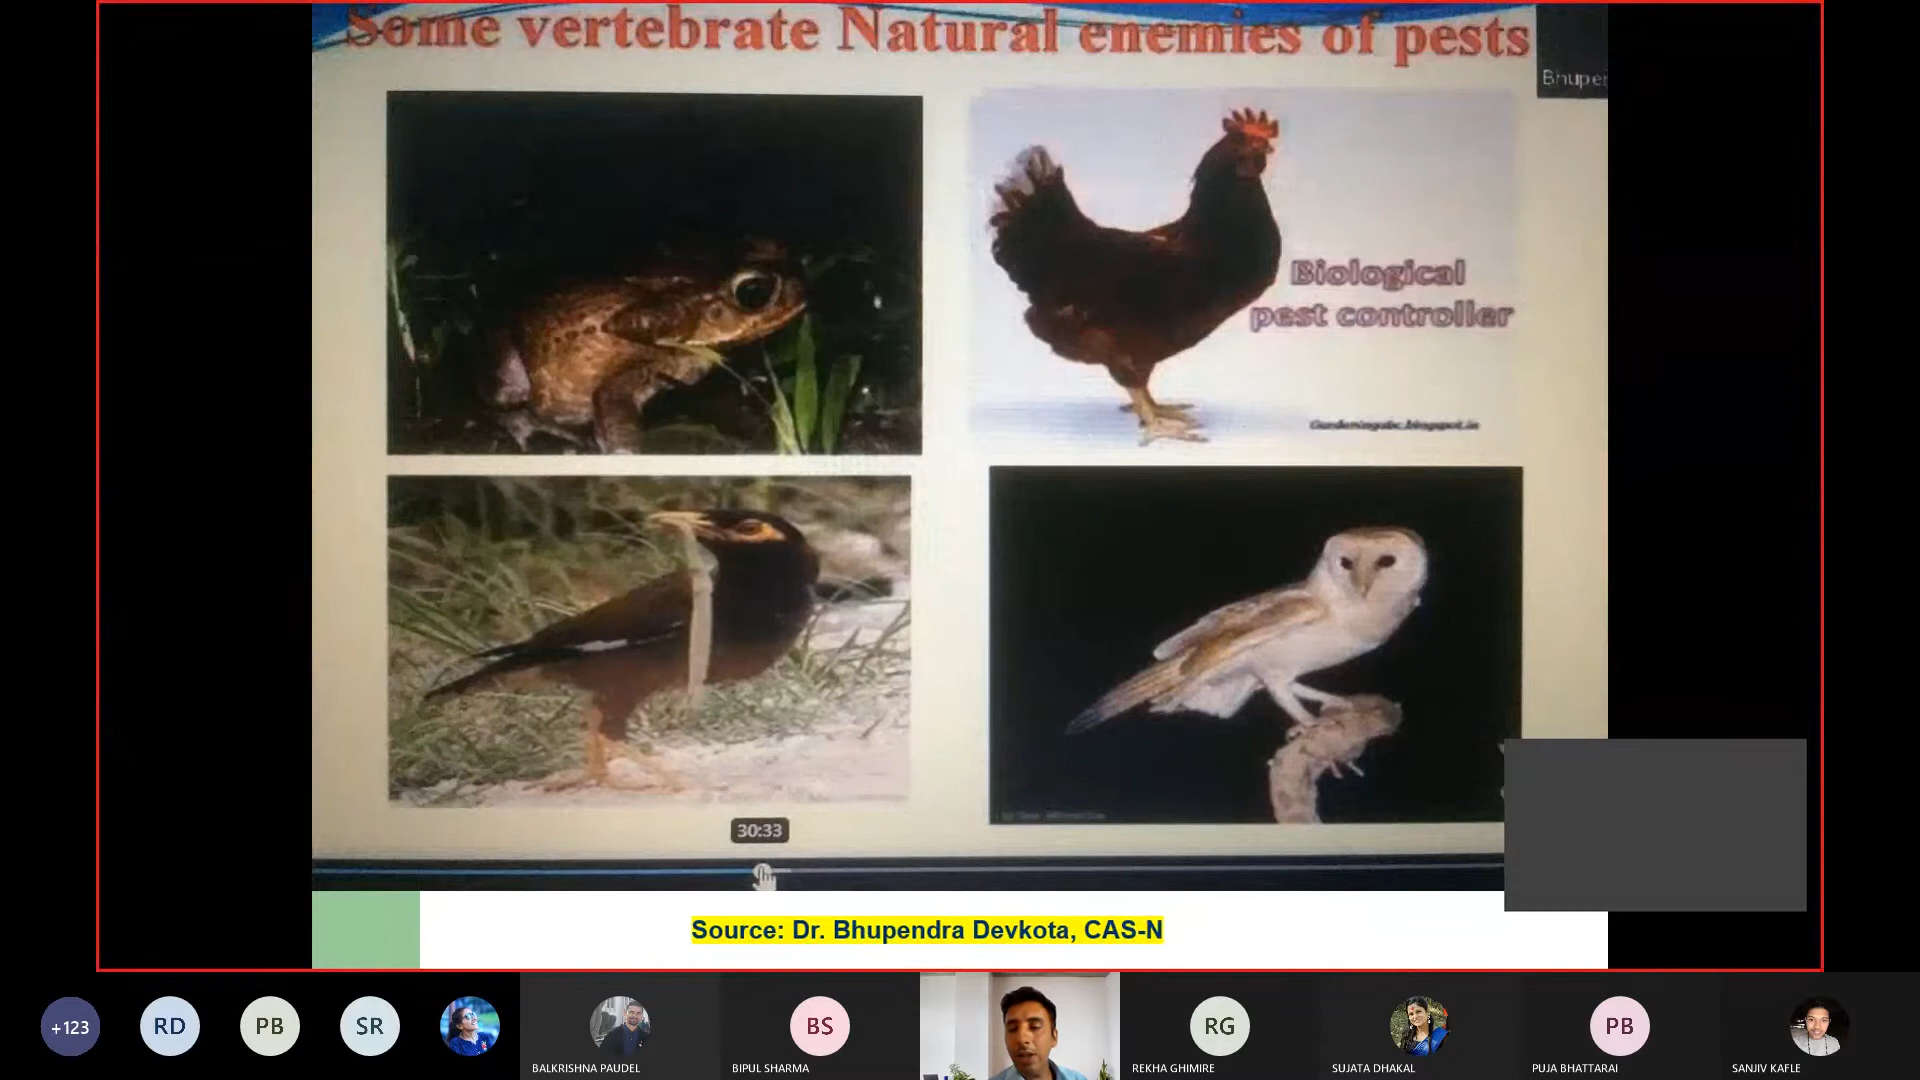 Some vertebrate Natural enemies of pests
Bhuper
Biological
pest controller
30:33
Source: Dr. Bhupendra Devkota, CAS-N
+123
RD
PB
SR
BS
RG
PB
BALKRISHNA PAUDEL
BIPUL SHARMA
REKHA GHIMIRE
SUJATA DHAKAL
PUJA BHATTARAI
SANJIV KAFLE